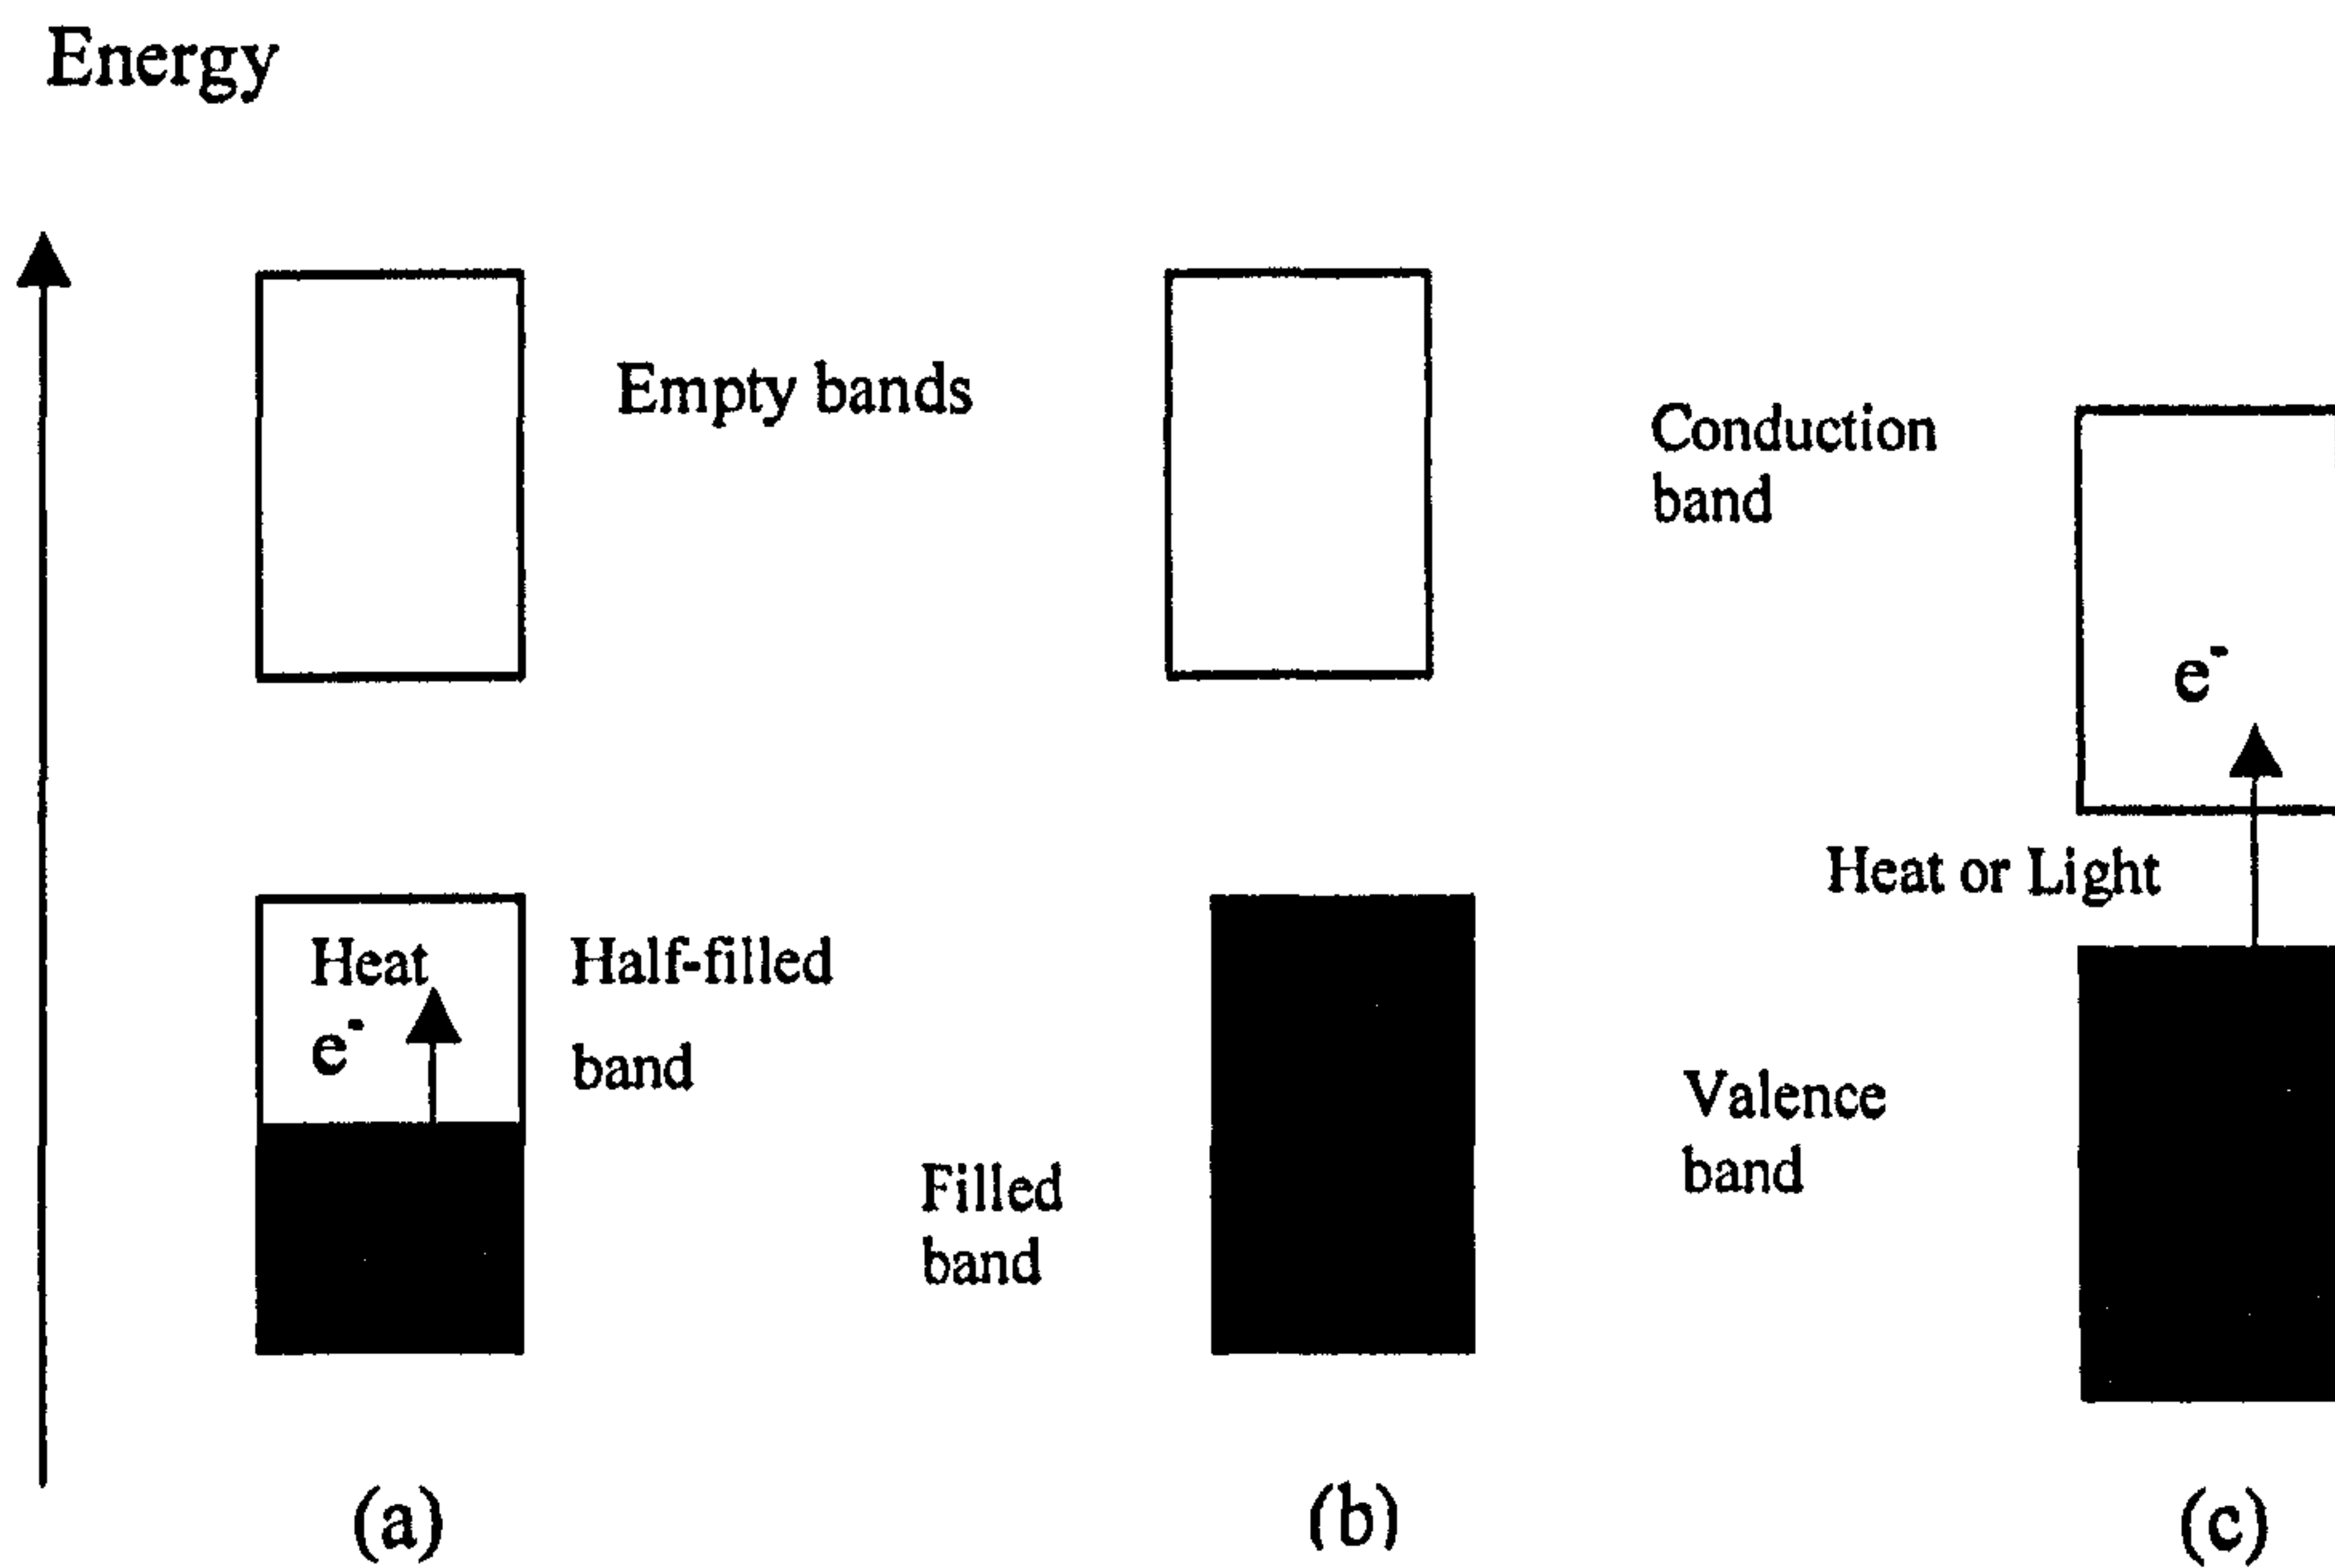 Energy
Empty bands
Conduction
band
e⁻
Heat or Light
Heat
e⁻
Half-filled
band
Filled
band
Valence
band
(a)
(b)
(c)